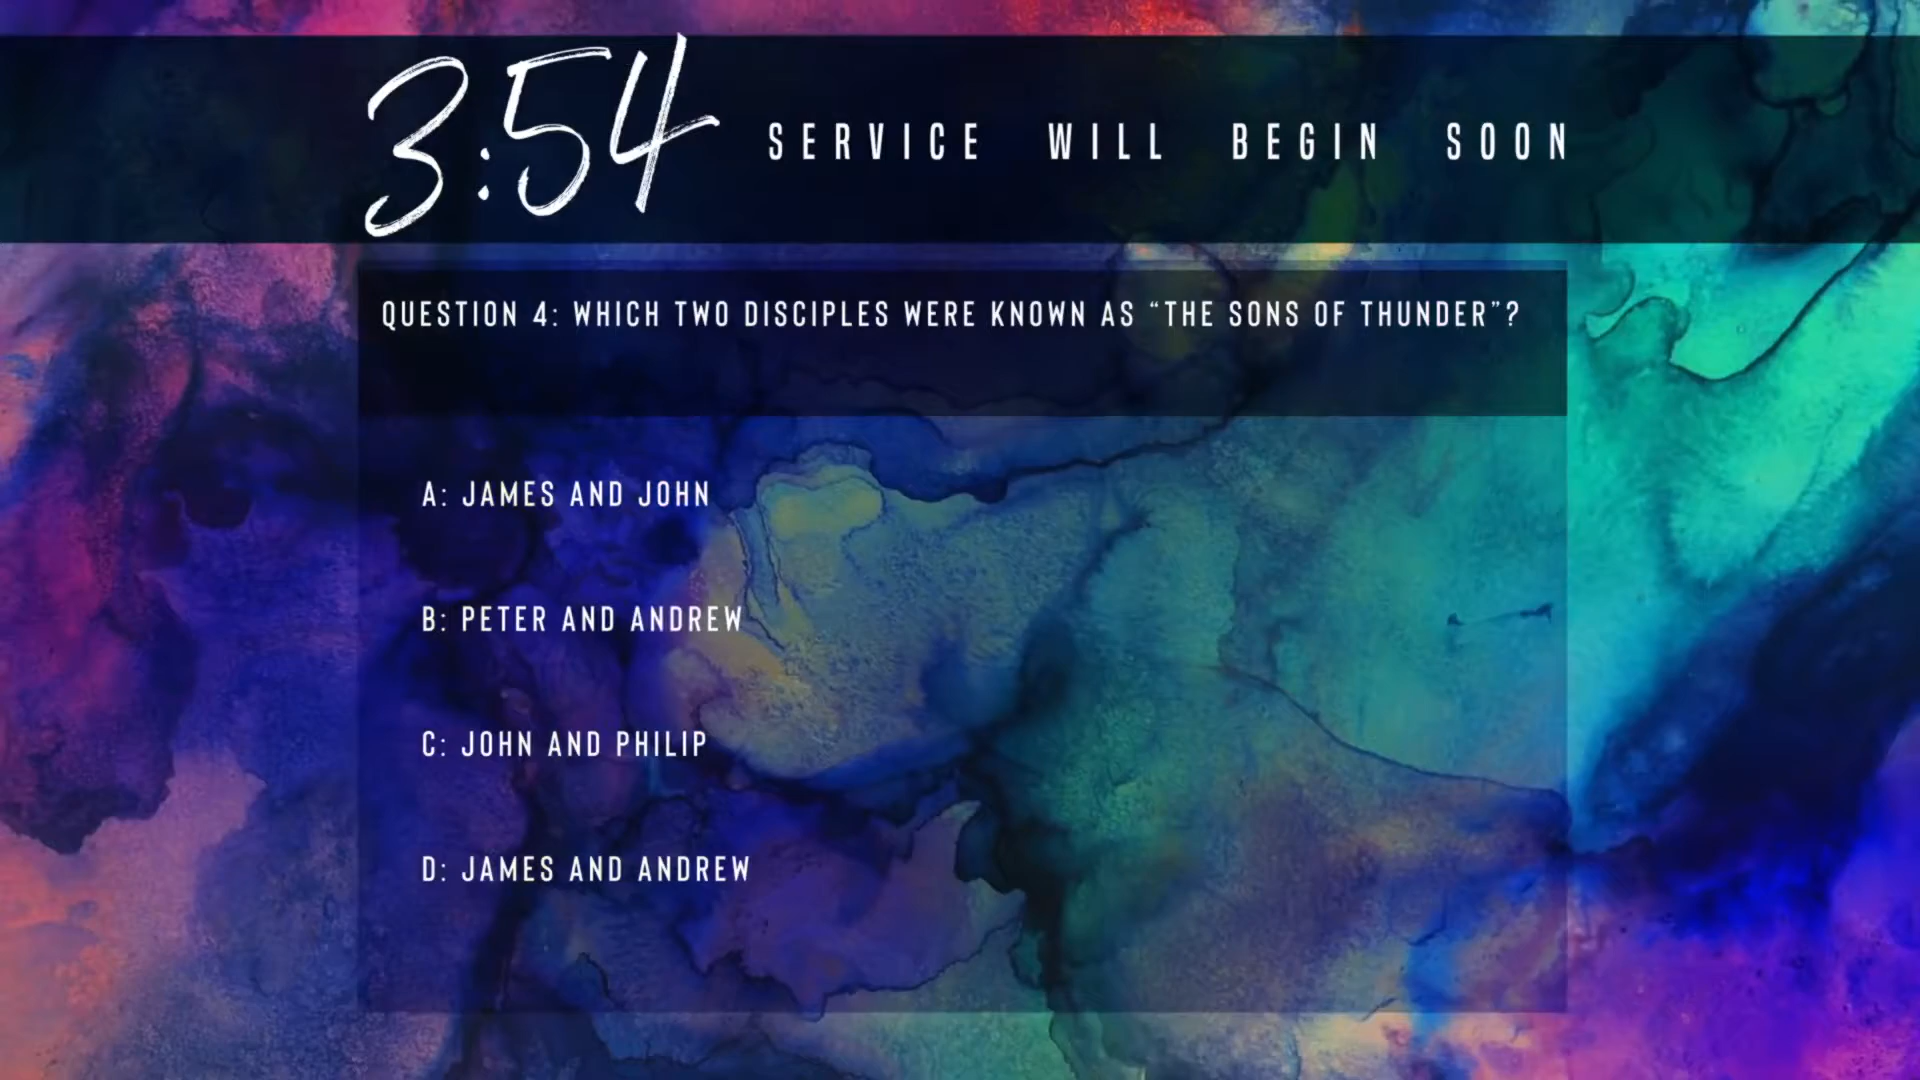 3:54 SERVICE WILL BEGIN SOON
QUESTION 4: WHICH TWO DISCIPLES WERE KNOWN AS “THE SONS OF THUNDER”?
A: JAMES AND JOHN
B: PETER AND ANDREW
C: JOHN AND PHILIP
D: JAMES AND ANDREW